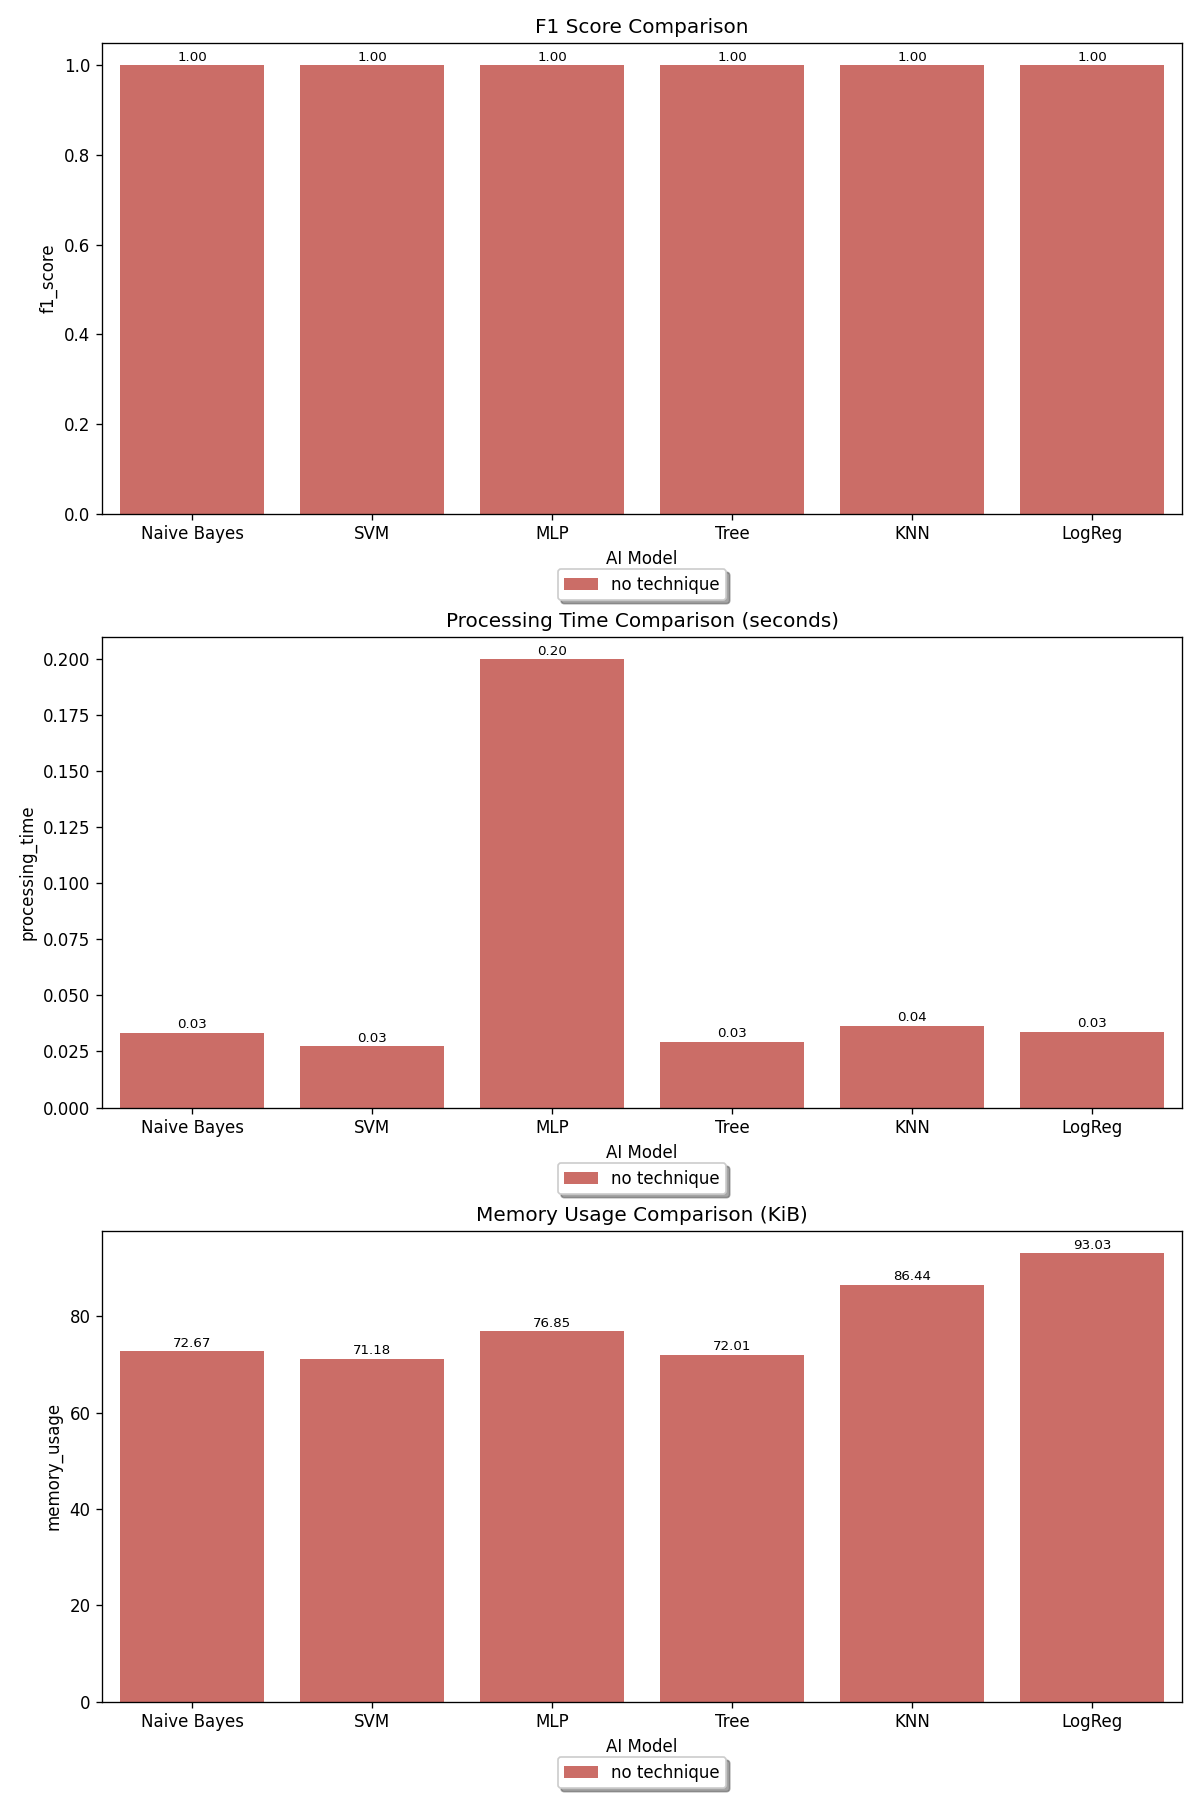 F1 Score Comparison
1.00 1.00 1.00 1.00 1.00 1.00
1.0
0.8
0.6
0.4
0.2
0.0
f1_score
Naive Bayes SVM MLP Tree KNN LogReg
AI Model
no technique
Processing Time Comparison (seconds)
0.03 0.03 0.20 0.03 0.04 0.03
0.200
0.175
0.150
0.125
0.100
0.075
0.050
0.025
0.000
processing_time
Naive Bayes SVM MLP Tree KNN LogReg
AI Model
no technique
Memory Usage Comparison (KiB)
72.67 71.18 76.85 72.01 86.44 93.03
80
60
40
20
0
memory_usage
Naive Bayes SVM MLP Tree KNN LogReg
AI Model
no technique